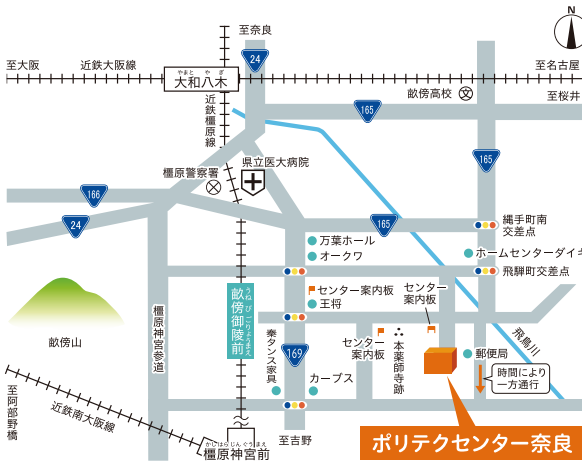 N
至奈良
24
至大阪
近鉄大阪線
やまと や ぎ
大和八木
至名古屋
畝傍高校
至桜井
近鉄橿原線
165
165
県立医大病院
橿原警察署
166
24
165
縄手町南
交差点
万葉ホール
オークワ
ホームセンターダイキ
飛騨町交差点
センター案内板
王将
センター
案内板
うねびごりょうまえ
畝傍御陵前
橿原神宮参道
畝傍山
秦タンス家具
169
センター
案内板
本薬師寺跡
飛鳥川
郵便局
時間により
一方通行
カーブス
至阿部野橋
近鉄南大阪線
かしはらじんぐうまえ
橿原神宮前
至吉野
ポリテクセンター奈良